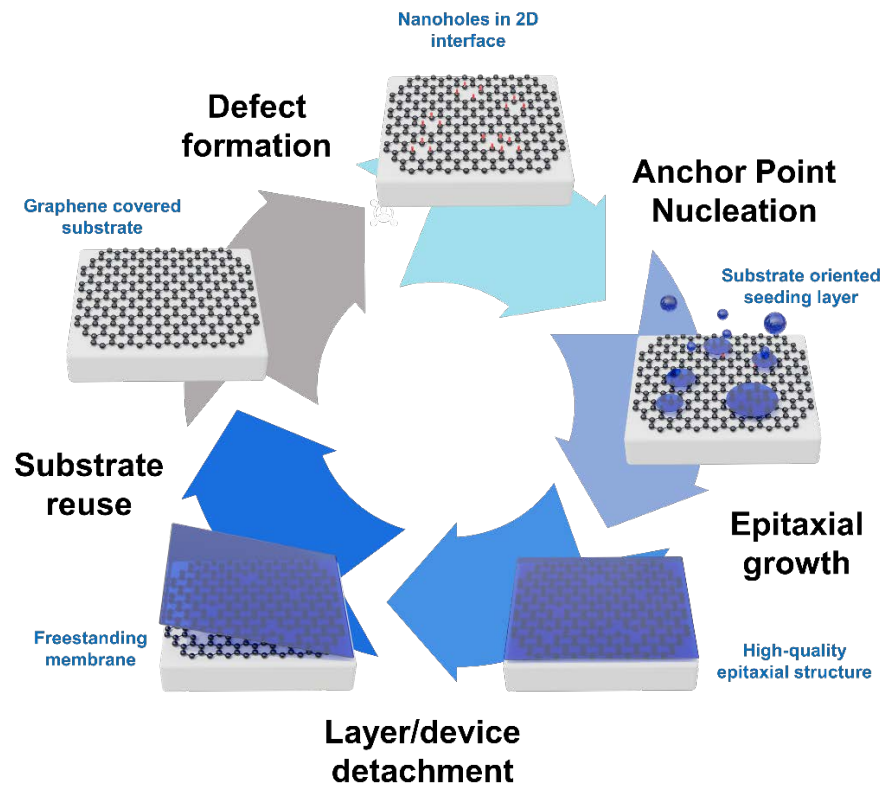 Nanoholes in 2D
interface
Defect
formation
Anchor Point
Nucleation
Graphene covered
substrate
Substrate oriented
seeding layer
Substrate
reuse
Epitaxial
growth
Freestanding
membrane
High-quality
epitaxial structure
Layer/device
detachment